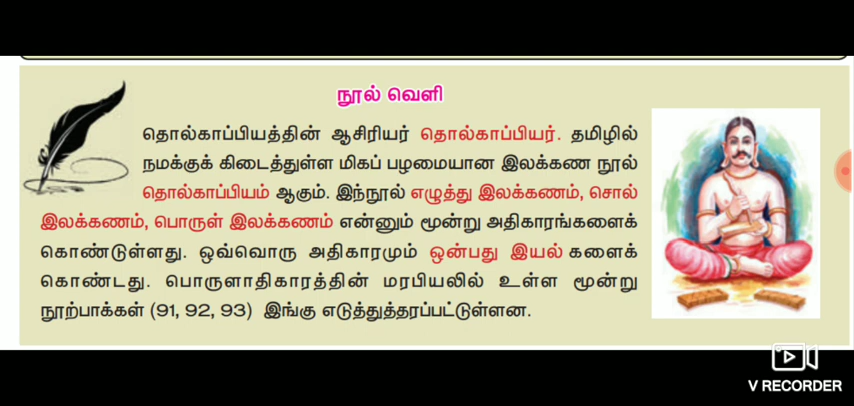 நூல் வெளி
தொல்காப்பியத்தின் ஆசிரியர் தொல்காப்பியர். தமிழில்
நமக்குக் கிடைத்துள்ள மிகப் பழமையான இலக்கண நூல்
தொல்காப்பியம் ஆகும். இந்நூல் எழுத்து இலக்கணம், சொல்
இலக்கணம், பொருள் இலக்கணம் என்னும் மூன்று அதிகாரங்களைக்
கொண்டுள்ளது. ஒவ்வொரு அதிகாரமும் ஒன்பது இயல் களைக்
கொண்டது. பொருளாதிகாரத்தின் மரபியலில் உள்ள மூன்று
நூற்பாக்கள் (91, 92, 93) இங்கு எடுத்துத்தரப்பட்டுள்ளன.
V RECORDER